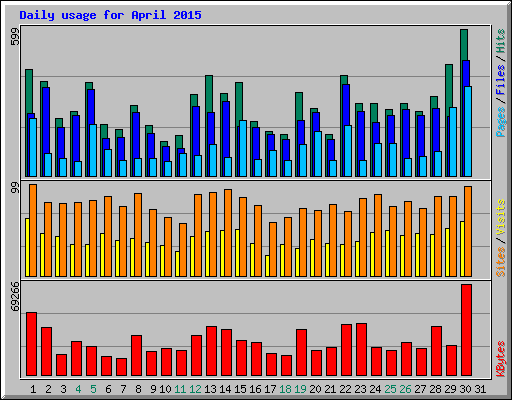 Daily usage for April 2015
599
Pages / Files / Hits
99
Sites / Visits
69266
KBytes
1 2 3 4 5 6 7 8 9 10 11 12 13 14 15 16 17 18 19 20 21 22 23 24 25 26 27 28 29 30 31